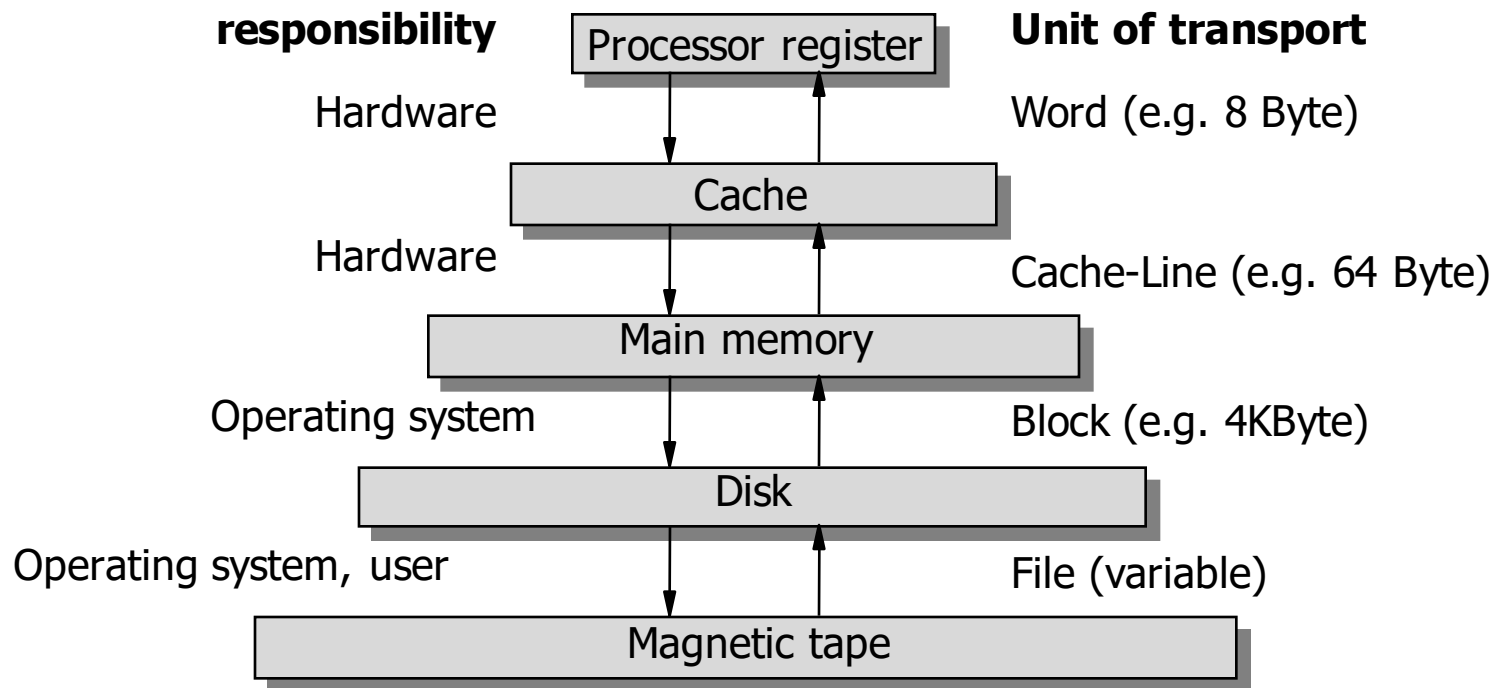 responsibility
Processor register
Unit of transport
Hardware
Word (e.g. 8 Byte)
Cache
Hardware
Cache-Line (e.g. 64 Byte)
Main memory
Operating system
Block (e.g. 4KByte)
Disk
Operating system, user
File (variable)
Magnetic tape